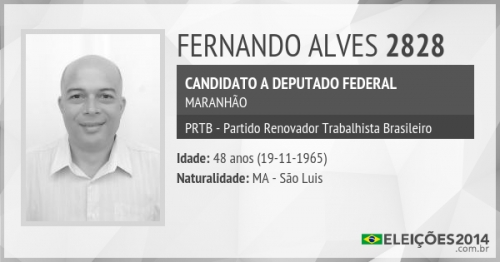 FERNANDO ALVES 2828
CANDIDATO A DEPUTADO FEDERAL
MARANHÃO
PRTB - Partido Renovador Trabalhista Brasileiro
Idade: 48 anos (19-11-1965)
Naturalidade: MA - São Luis
ELEIÇÕES2014
.com.br